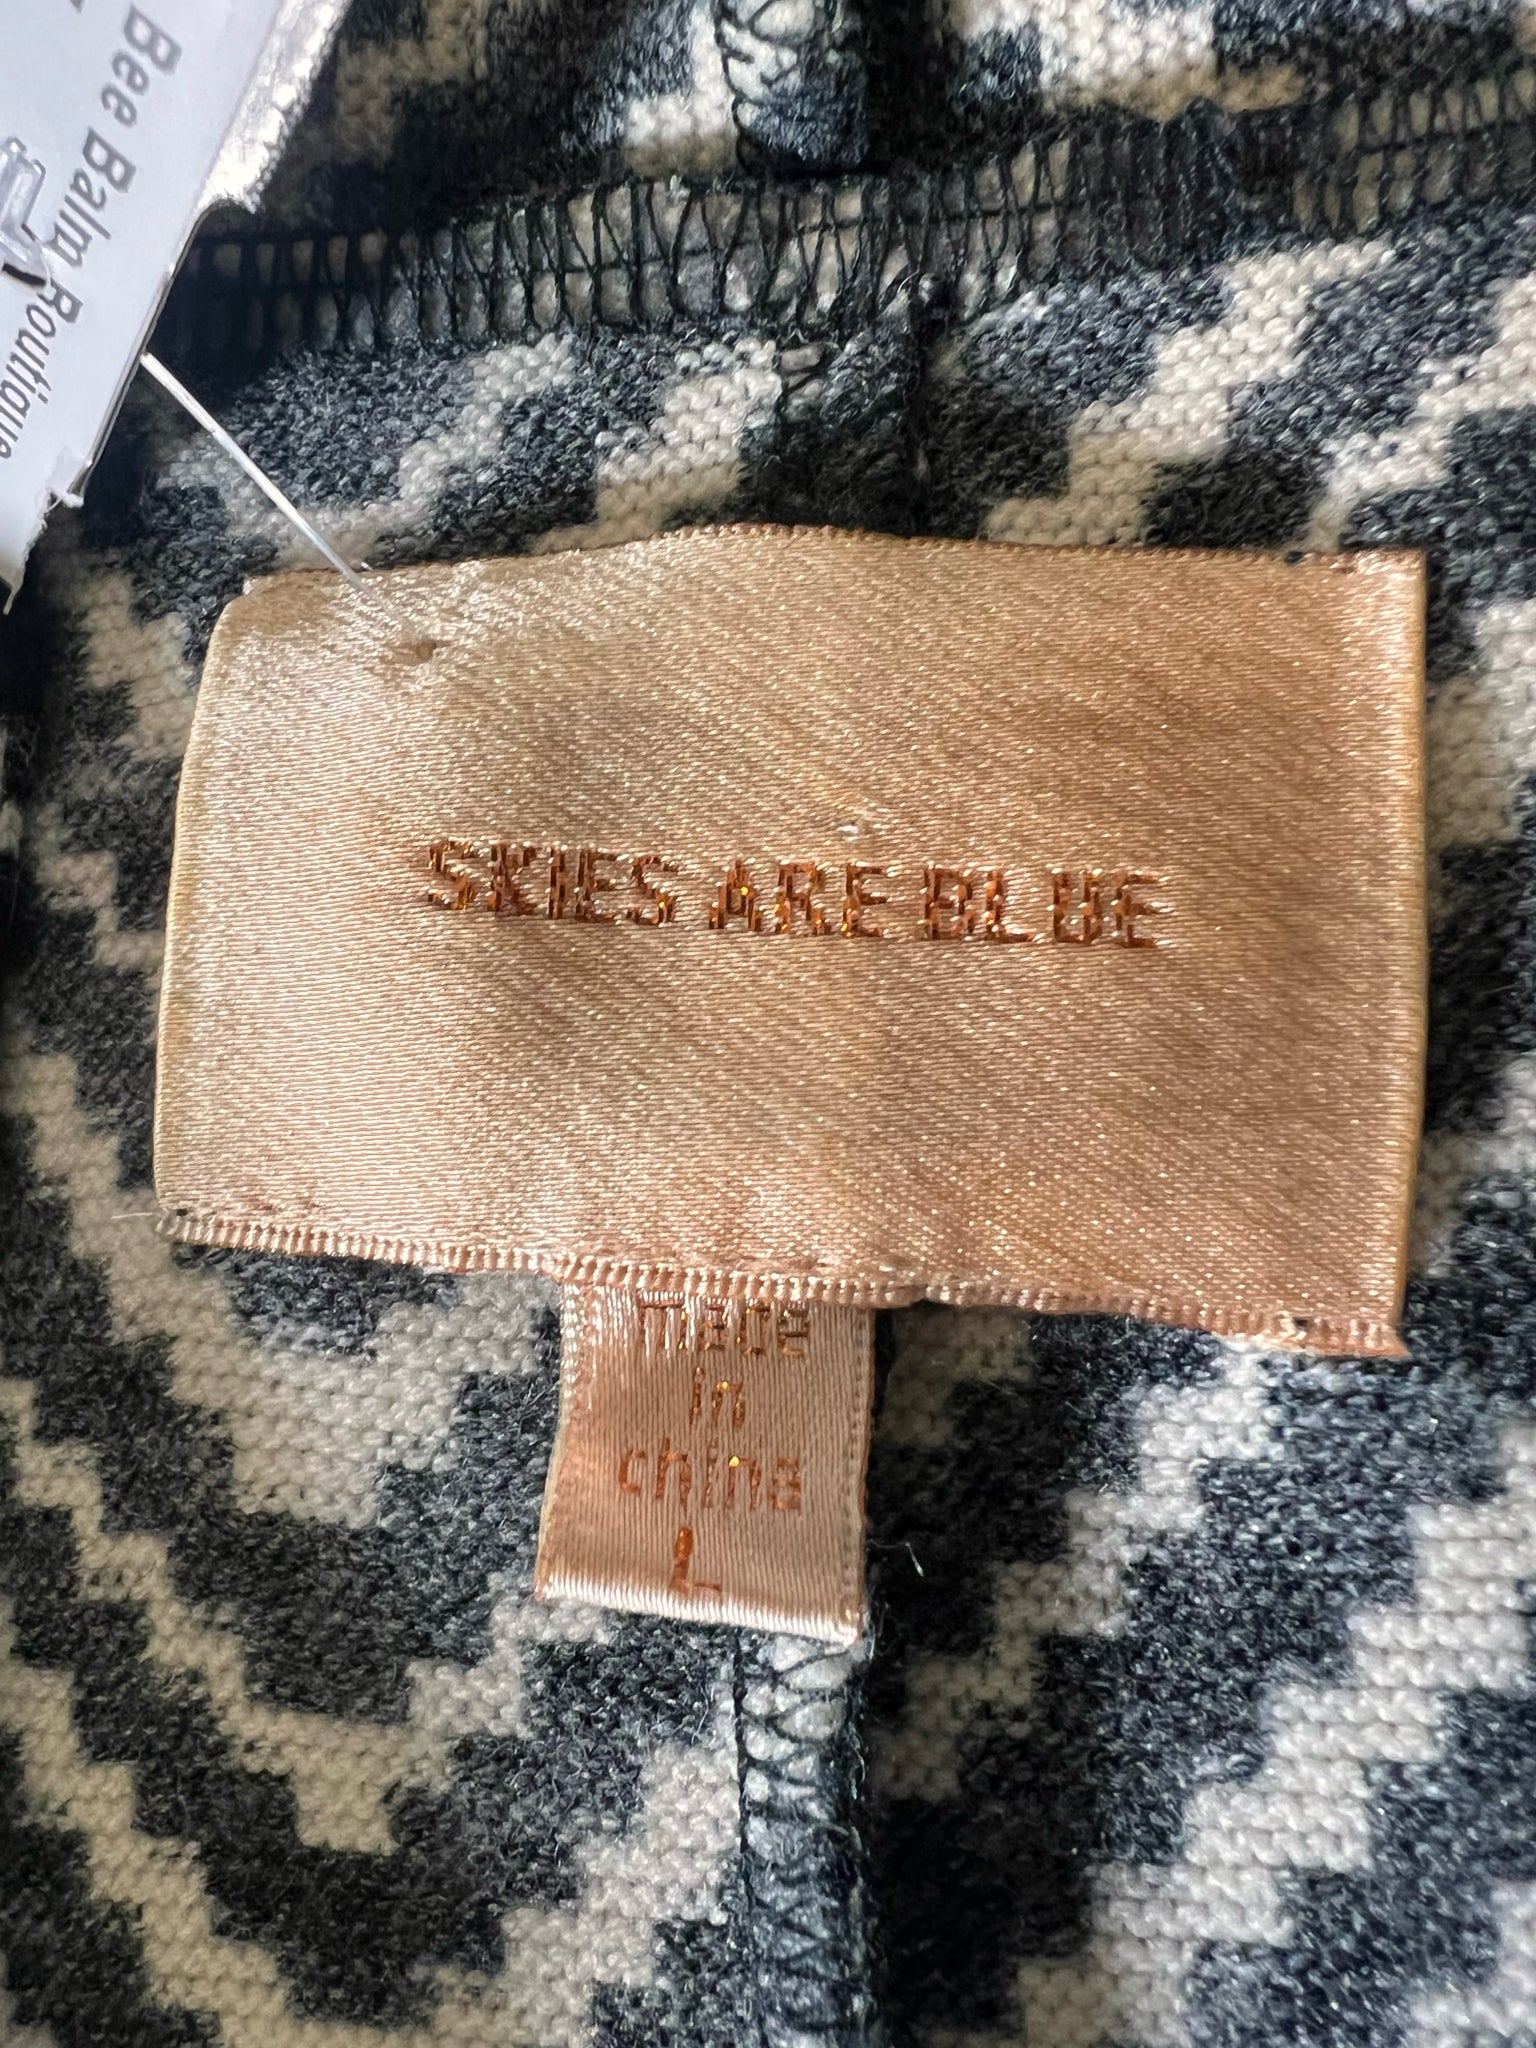 Bee Balm Boutique
SKIES ARE BLUE
made
in
china
L